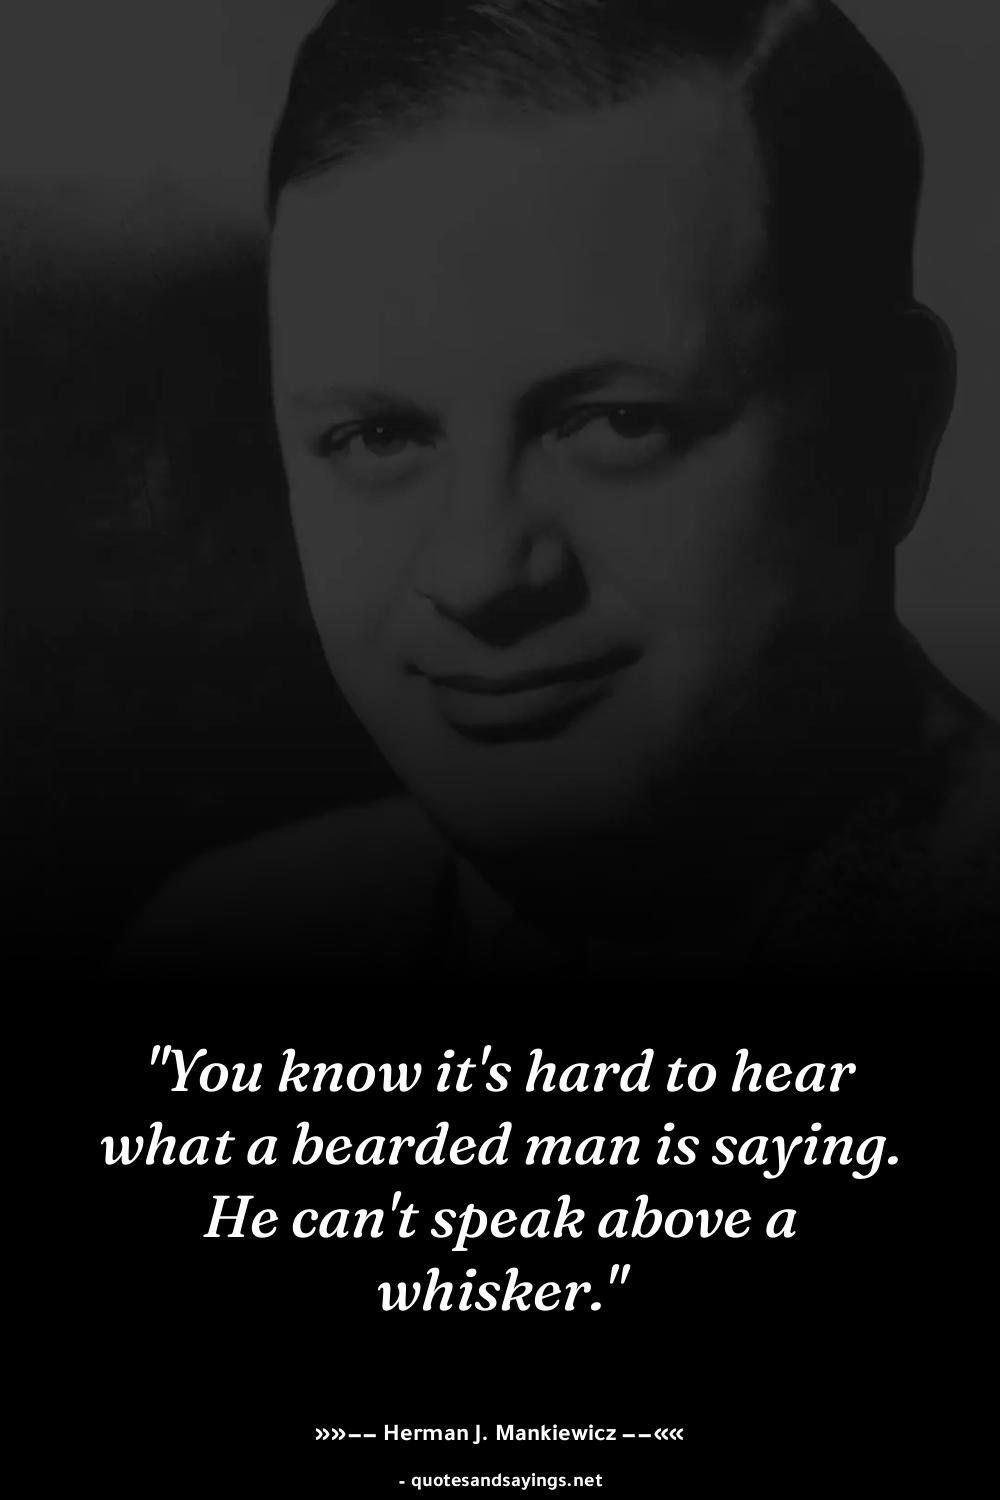 "You know it's hard to hear
what a bearded man is saying.
He can't speak above a
whisker."
»»–– Herman J. Mankiewicz ––««
- quotesandsayings.net